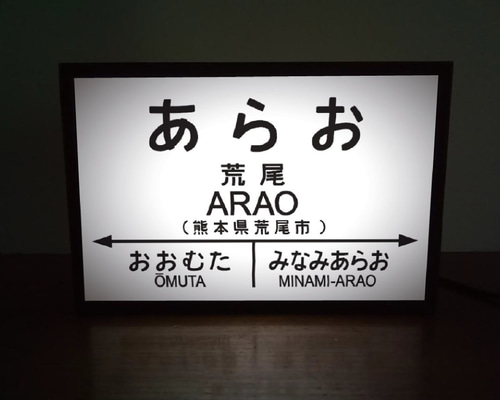 あらお
荒尾
ARAO
（熊本県荒尾市）
おおむた みなみあらお
ŌMUTA MINAMI-ARAO